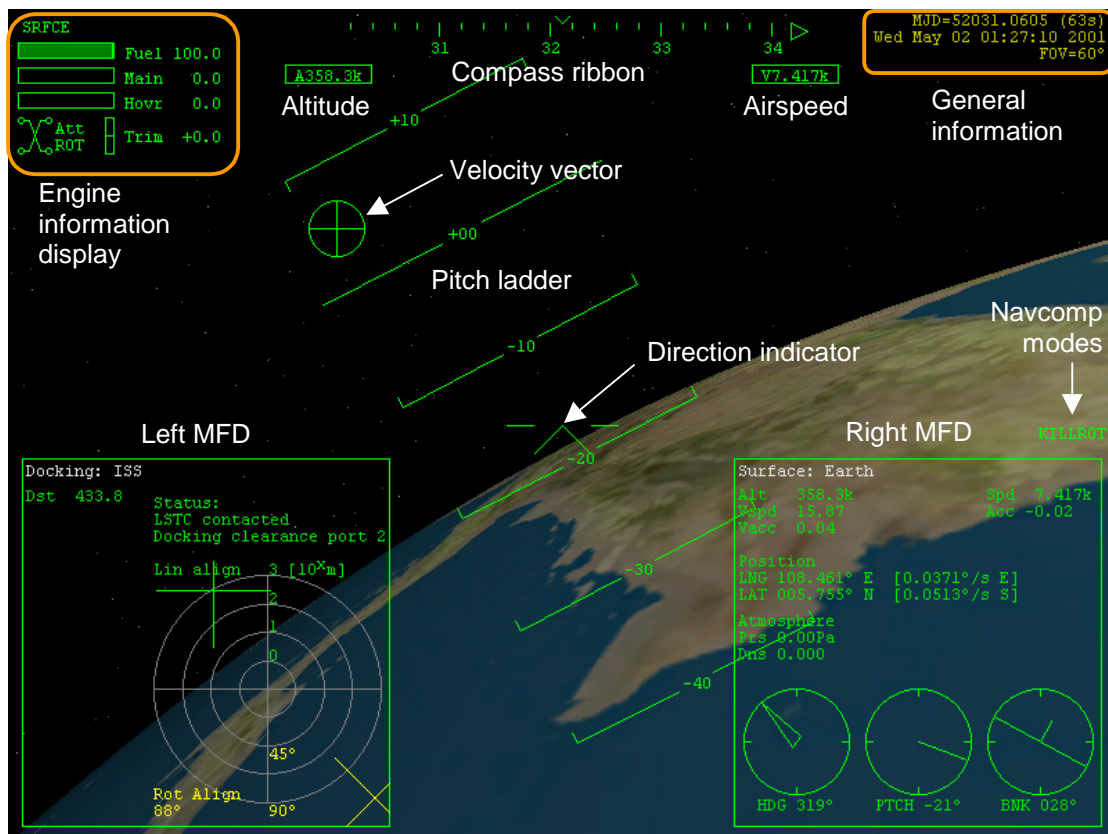 SRFCE
Fuel 100.0
Main 0.0
Hovr 0.0
Att
ROT
Trim +0.0
Engine
information
display
31 32 33 34
A358.3k
Altitude
Compass ribbon
V7.417k
Airspeed
MJD=52031.0605 (63s)
Wed May 02 01:27:10 2001
FOV=60°
General
information
+10
Velocity vector
+00
Pitch ladder
-10
Direction indicator
-20
-30
-40
Navcomp
modes
KILLROT
Left MFD
Docking: ISS
Dst 433.8
Status:
LSTC contacted
Docking clearance port 2
Lin align 3 [10xm]
2
1
0
45°
Rot Align
88° 90°
Right MFD
Surface: Earth
Alt 358.3k Spd 7.417k
Vspd 15.87 Acc -0.02
Vacc 0.04
Position
LNG 108.461° E [0.0371°/s E]
LAT 005.755° N [0.0513°/s S]
Atmosphere
Prs 0.00Pa
Dns 0.000
HDG 319° PTCH -21° BNK 028°